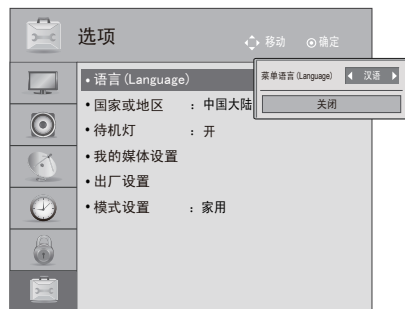 选项
移动 ⊙确定
• 语言 (Language)
菜单语言 (Language) ◀ 汉语 ▶
关闭
• 国家或地区 : 中国大陆
• 待机灯 : 开
• 我的媒体设置
• 出厂设置
• 模式设置 : 家用